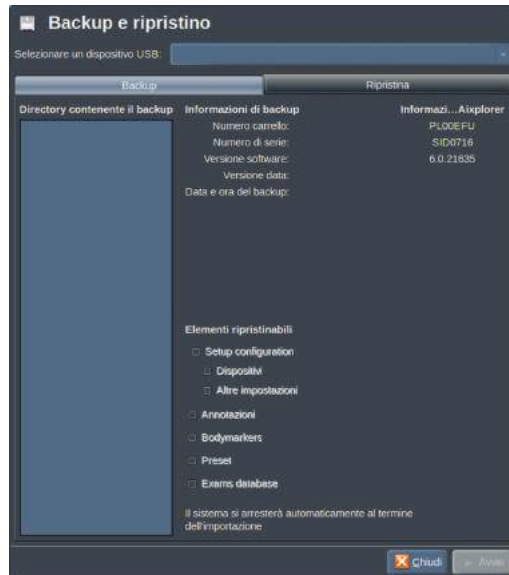 Backup e ripristino
Selezionare un dispositivo USB:
Backup
Ripristina
Directory contenente il backup
Informazioni di backup
Informazi...Aixplorer
Numero carrello:
PL00EFU
Numero di serie:
SID0716
Versione software:
6.0.21635
Versione data:
Data e ora del backup:
Elementi ripristinabili
Setup configuration
Dispositivi
Altre impostazioni
Annotazioni
Bodymarkers
Preset
Exams database
Il sistema si arresterà automaticamente al termine
dell'importazione
Chiudi
Avvio